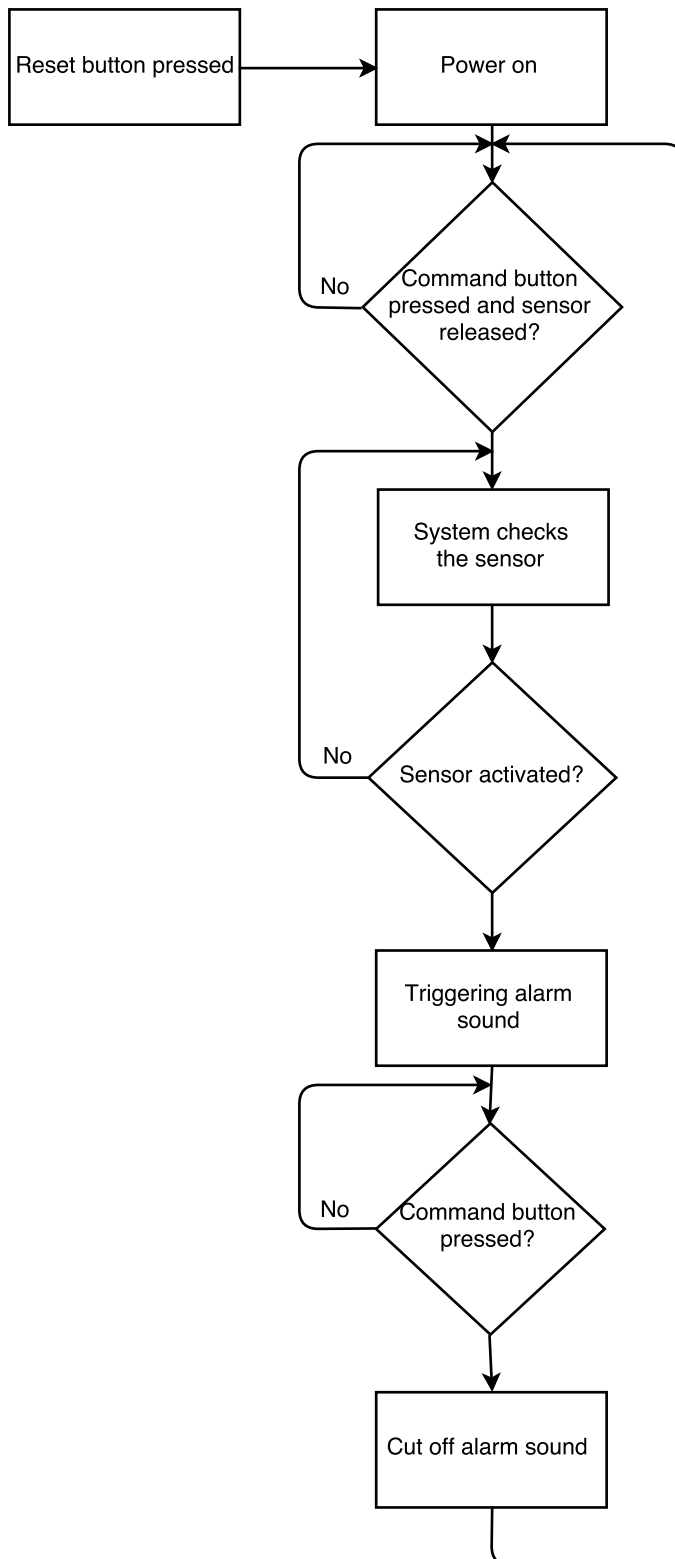 Reset button pressed
Power on
Command button
pressed and sensor
released?
No
System checks
the sensor
Sensor activated?
No
Triggering alarm
sound
Command button
pressed?
No
Cut off alarm sound